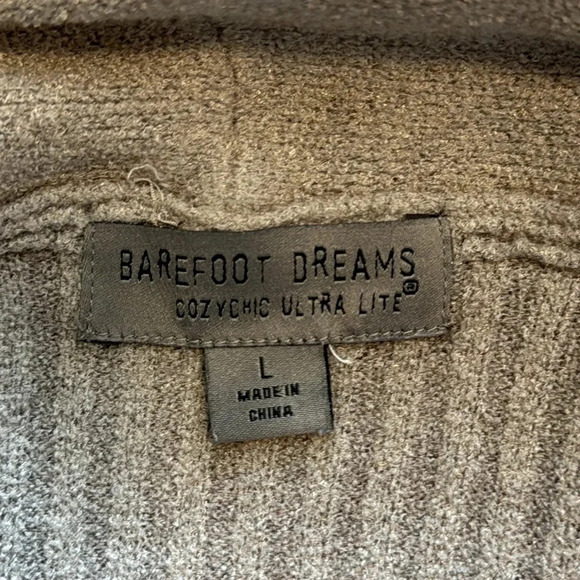 BAREFOOT DREAMS
COZYCHIC ULTRA LITE®
L
MADE IN
CHINA